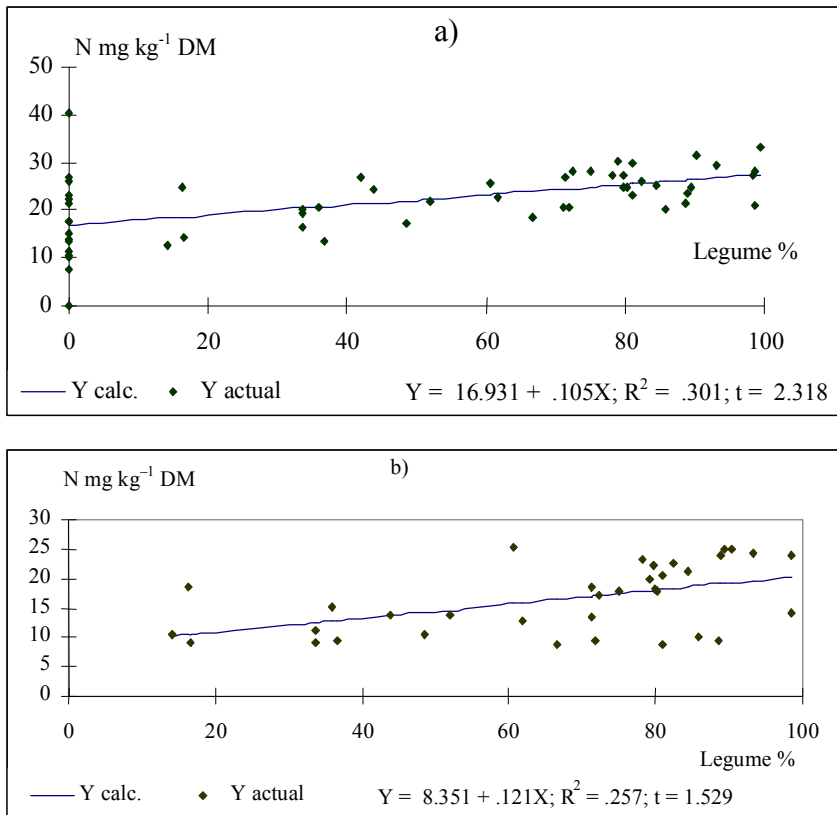 a)
N mg kg⁻¹ DM
50
40
30
20
10
0
Legume %
0 20 40 60 80 100
Y calc. Y actual Y = 16.931 + .105X; R² = .301; t = 2.318
b)
N mg kg⁻¹ DM
30
25
20
15
10
5
0
0 20 40 60 80 100
Legume %
Y calc. Y actual Y = 8.351 + .121X; R² = .257; t = 1.529